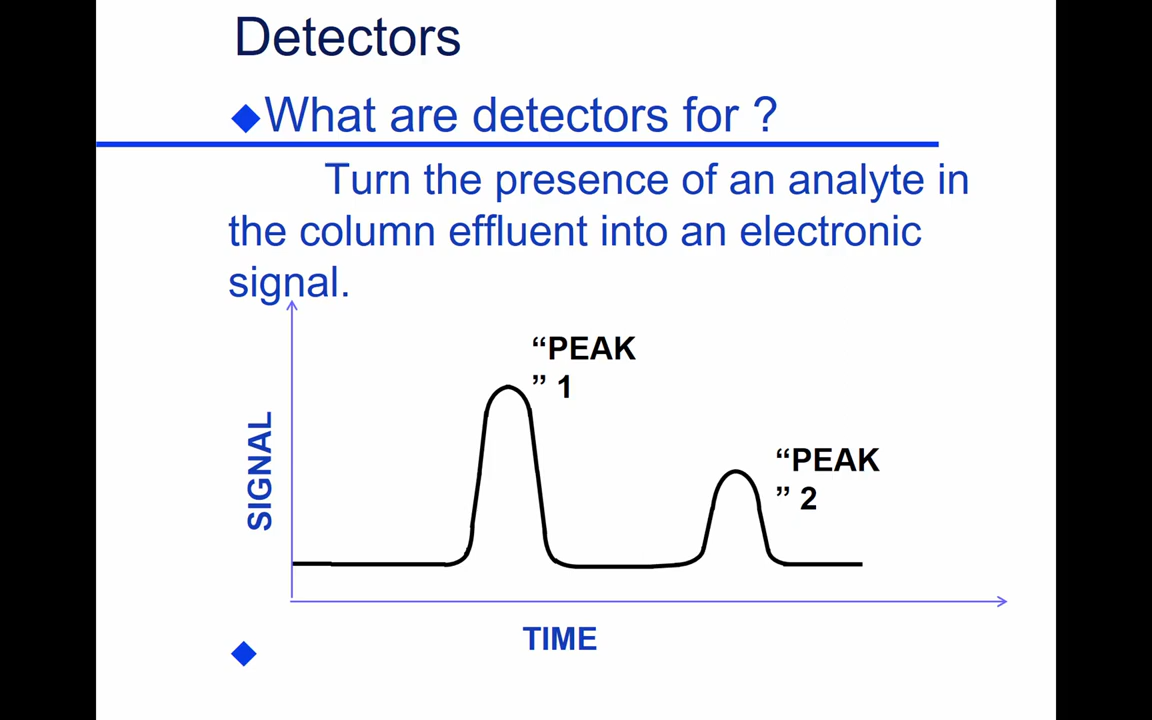 Detectors
What are detectors for ?
Turn the presence of an analyte in
the column effluent into an electronic
signal.
“PEAK
” 1
“PEAK
” 2
SIGNAL
TIME